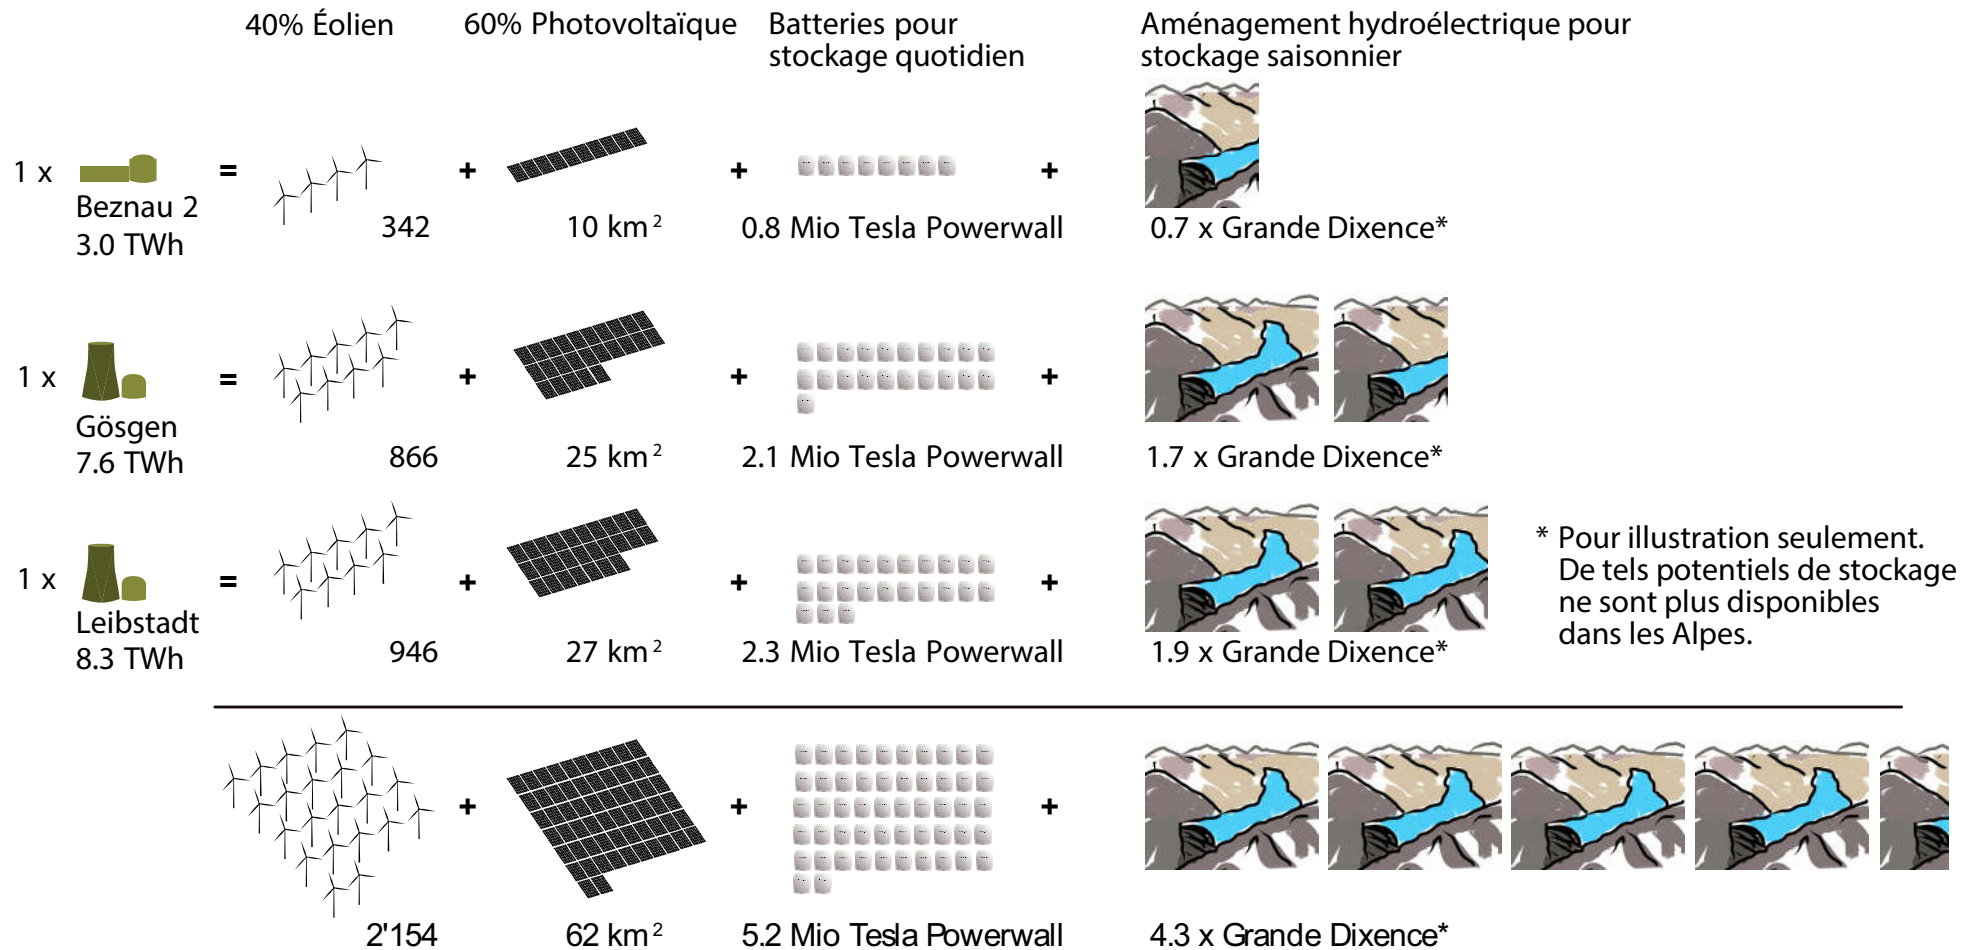 40% Éolien
60% Photovoltaïque
Batteries pour
stockage quotidien
Aménagement hydroélectrique pour
stockage saisonnier
1 x
=
+
+
+
Beznau 2
3.0 TWh
342
10 km²
0.8 Mio Tesla Powerwall
0.7 x Grande Dixence*
1 x
=
+
+
+
Gösgen
7.6 TWh
866
25 km²
2.1 Mio Tesla Powerwall
1.7 x Grande Dixence*
1 x
=
+
+
+
Leibstadt
8.3 TWh
946
27 km²
2.3 Mio Tesla Powerwall
1.9 x Grande Dixence*
* Pour illustration seulement.
De tels potentiels de stockage
ne sont plus disponibles
dans les Alpes.
+
+
+
2'154
62 km²
5.2 Mio Tesla Powerwall
4.3 x Grande Dixence*